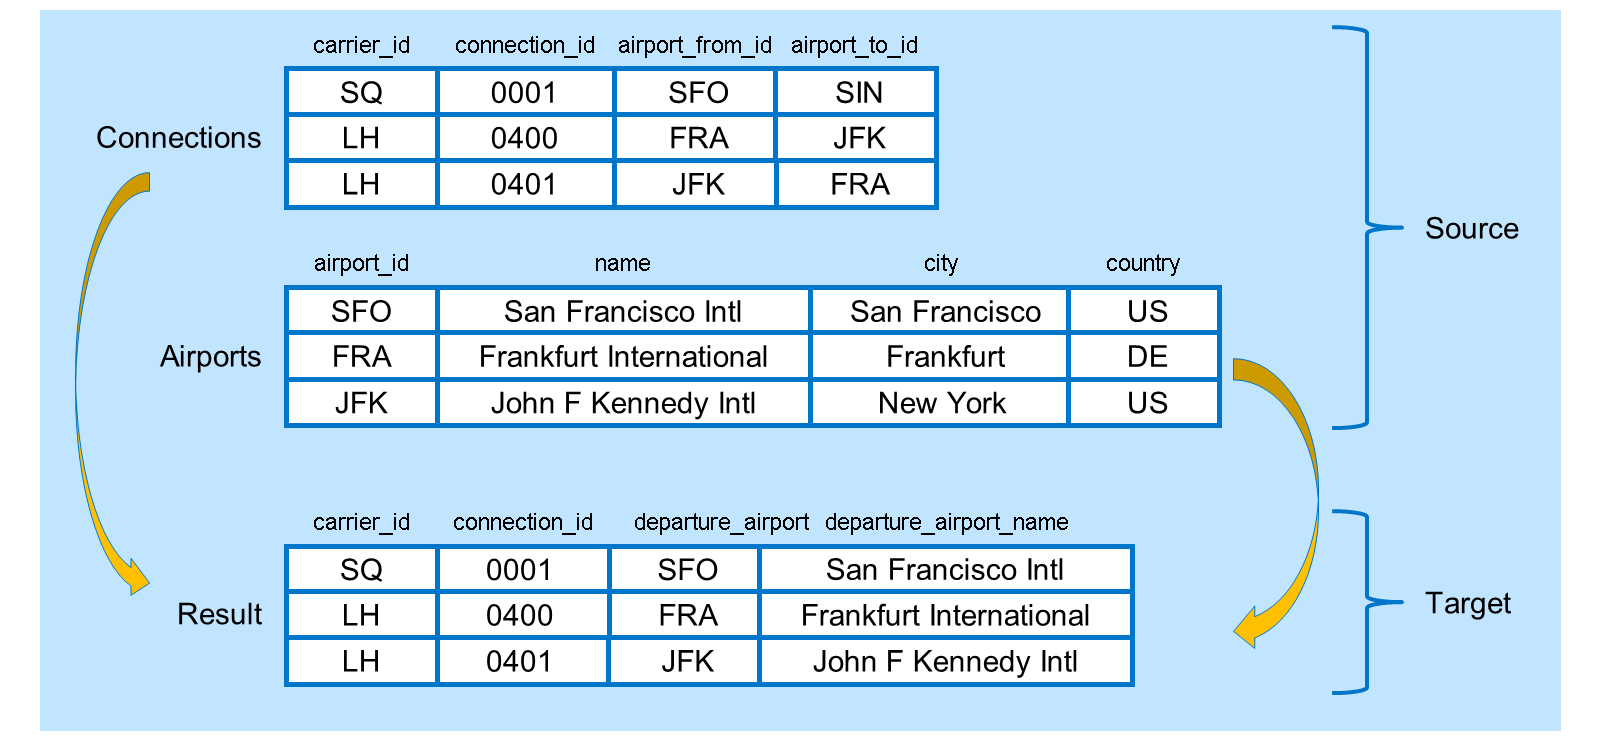 carrier_id connection_id airport_from_id airport_to_id
SQ 0001 SFO SIN
Connections LH 0400 FRA JFK
LH 0401 JFK FRA
Source
airport_id name city country
SFO San Francisco Intl San Francisco US
Airports FRA Frankfurt International Frankfurt DE
JFK John F Kennedy Intl New York US
carrier_id connection_id departure_airport departure_airport_name
SQ 0001 SFO San Francisco Intl
Result LH 0400 FRA Frankfurt International
Target
LH 0401 JFK John F Kennedy Intl